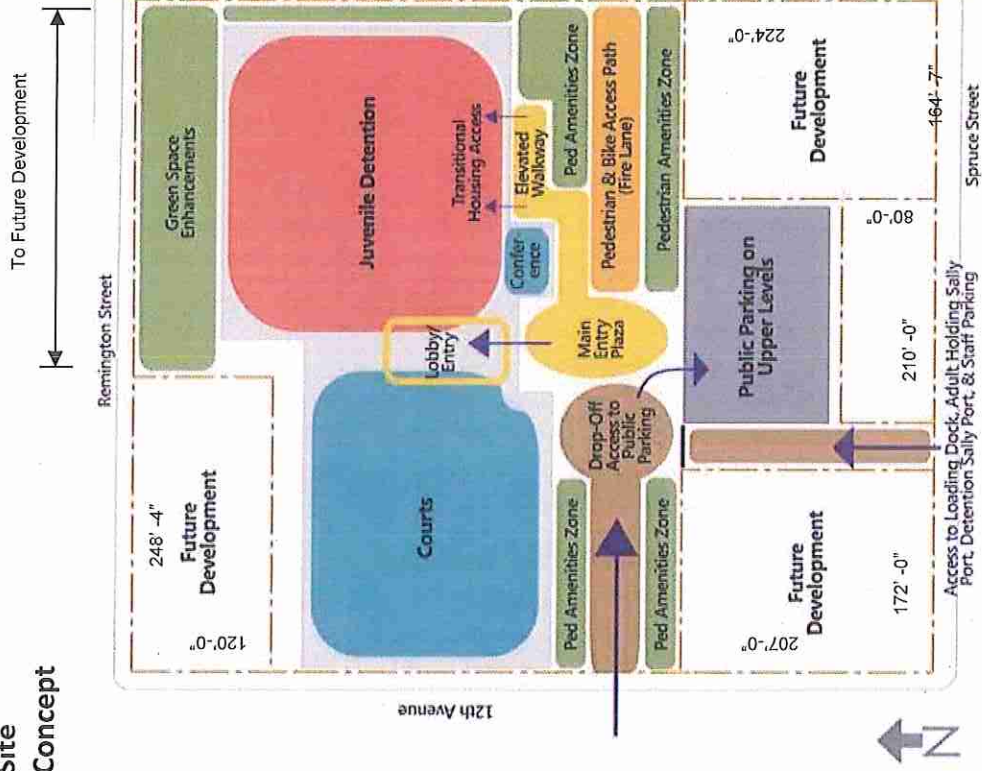 Site
Concept
To Future Development
Remington Street
Green Space
Enhancements
248' -4"
Future
Development
120'-0"
Juvenile Detention
Transitional
Housing Access
Elevated
Walkway
Ped Amenities Zone
Lobby/
Entry
Confer-
ence
Courts
12th Avenue
Main
Entry
Plaza
Pedestrian & Bike Access Path
(Fire Lane)
Pedestrian Amenities Zone
Drop-Off
Access to
Public
Parking
Ped Amenities Zone
Ped Amenities Zone
Public Parking on
Upper Levels
Future
Development
224'-0"
164' -7"
80'-0"
210' -0"
Future
Development
207'-0"
172' -0"
Access to Loading Dock, Adult Holding Sally
Port, Detention Sally Port, & Staff Parking
Spruce Street
N